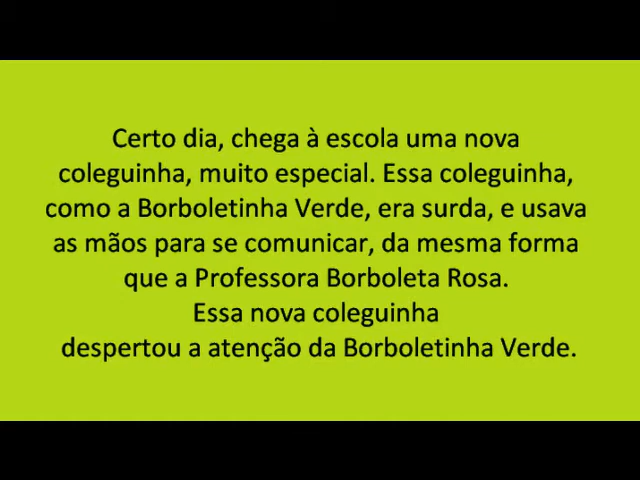 Certo dia, chega à escola uma nova
coleguinha, muito especial. Essa coleguinha,
como a Borboletinha Verde, era surda, e usava
as mãos para se comunicar, da mesma forma
que a Professora Borboleta Rosa.
Essa nova coleguinha
despertou a atenção da Borboletinha Verde.